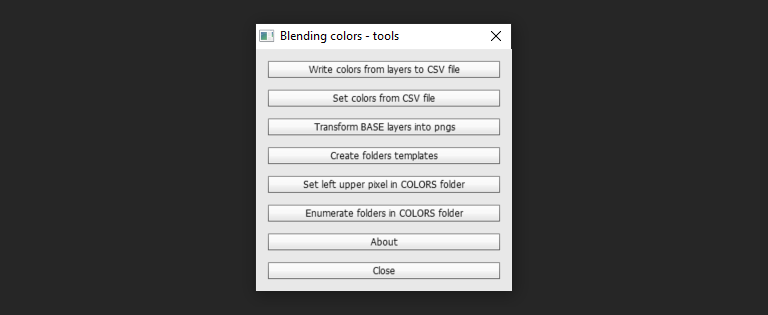 Blending colors - tools
Write colors from layers to CSV file
Set colors from CSV file
Transform BASE layers into pngs
Create folders templates
Set left upper pixel in COLORS folder
Enumerate folders in COLORS folder
About
Close